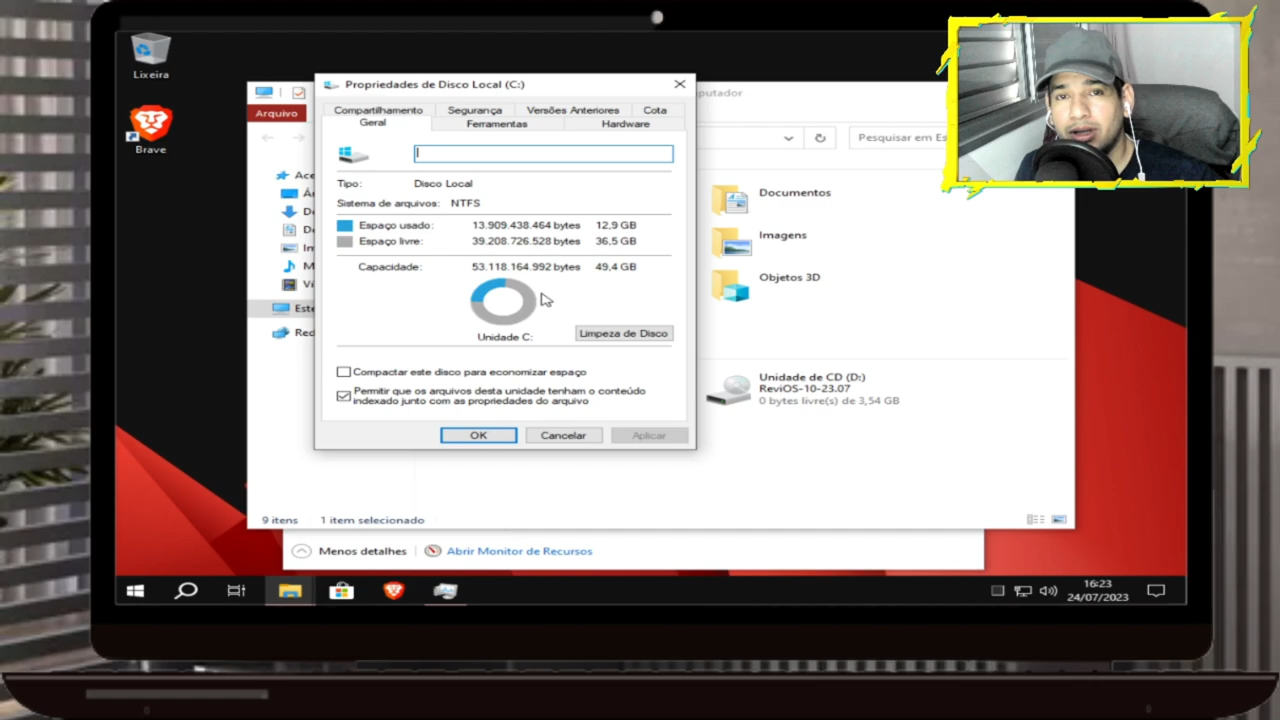 Lixeira
Brave
Propriedades de Disco Local (C:)
Compartilhamento Segurança Versões Anteriores Cota
Geral Ferramentas Hardware
Tipo: Disco Local
Sistema de arquivos: NTFS
Espaço usado: 13.909.438.464 bytes 12,9 GB
Espaço livre: 39.208.726.528 bytes 36,5 GB
Capacidade: 53.118.164.992 bytes 49,4 GB
Unidade C:
Limpeza de Disco
Compactar este disco para economizar espaço
Permitir que os arquivos desta unidade tenham o conteúdo
indexado junto com as propriedades do arquivo
OK Cancelar Aplicar
Arquivo
Pesquisar em
Documentos
Imagens
Objetos 3D
Unidade de CD (D:)
ReviOS-10-23.07
0 bytes livre(s) de 3,54 GB
9 itens 1 item selecionado
Menos detalhes Abrir Monitor de Recursos
16:23
24/07/2023